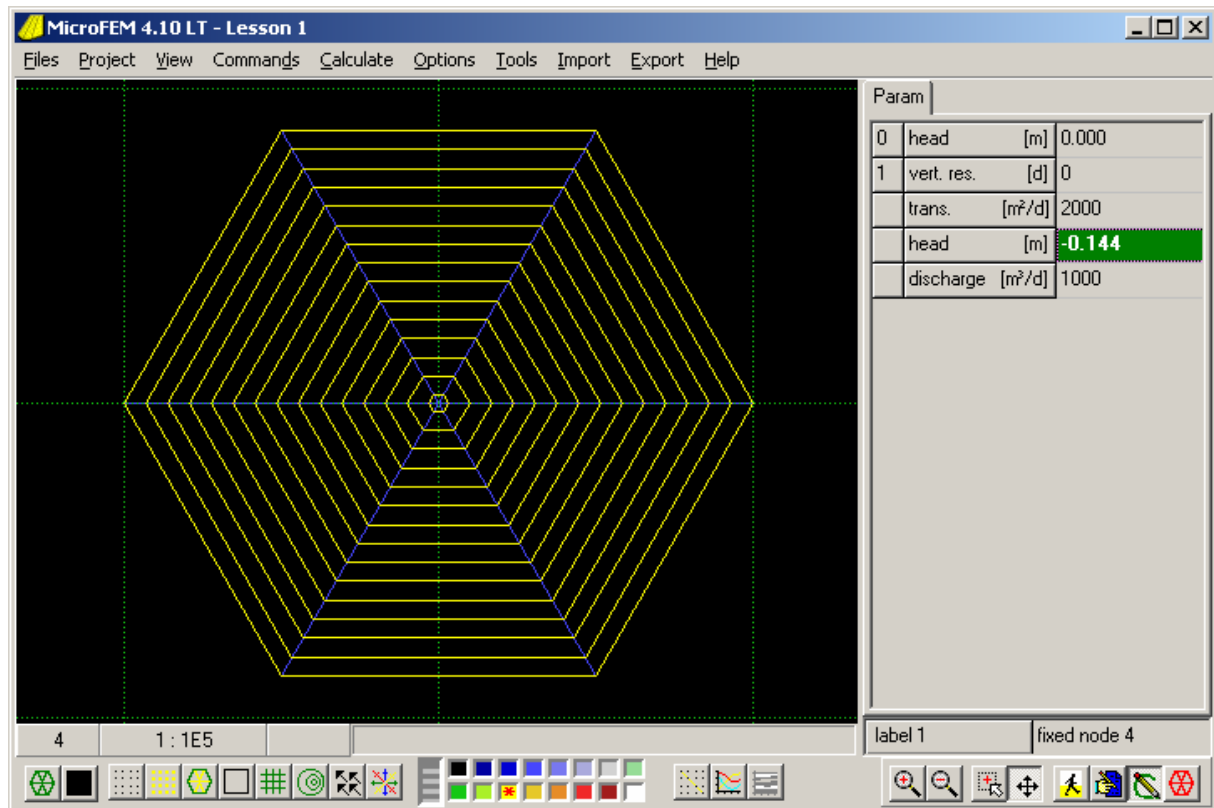 MicroFEM 4.10 LT - Lesson 1
Files Project View Commands Calculate Options Tools Import Export Help
Param
0 head [m] 0.000
1 vert. res. [d] 0
trans. [m²/d] 2000
head [m] -0.144
discharge [m³/d] 1000
4 1 : 1E5 label 1 fixed node 4